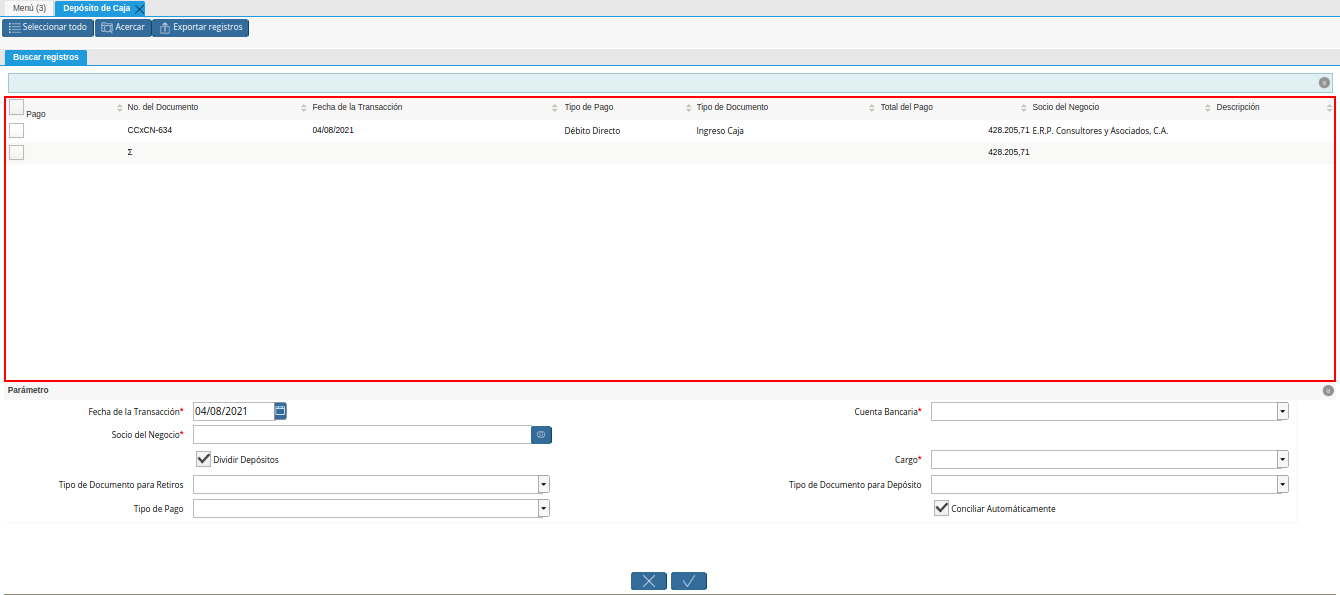 Menú (3) Depósito de Caja
Seleccionar todo Acercar Exportar registros
Buscar registros
Pago No. del Documento Fecha de la Transacción Tipo de Pago Tipo de Documento Total del Pago Socio del Negocio Descripción
CCxCN-634 04/08/2021 Débito Directo Ingreso Caja 428.205,71 E.R.P. Consultores y Asociados, C.A.
Σ 428.205,71
Parámetro
Fecha de la Transacción* 04/08/2021 Cuenta Bancaria*
Socio del Negocio*
Dividir Depósitos Cargo*
Tipo de Documento para Retiros Tipo de Documento para Depósito
Tipo de Pago Conciliar Automáticamente